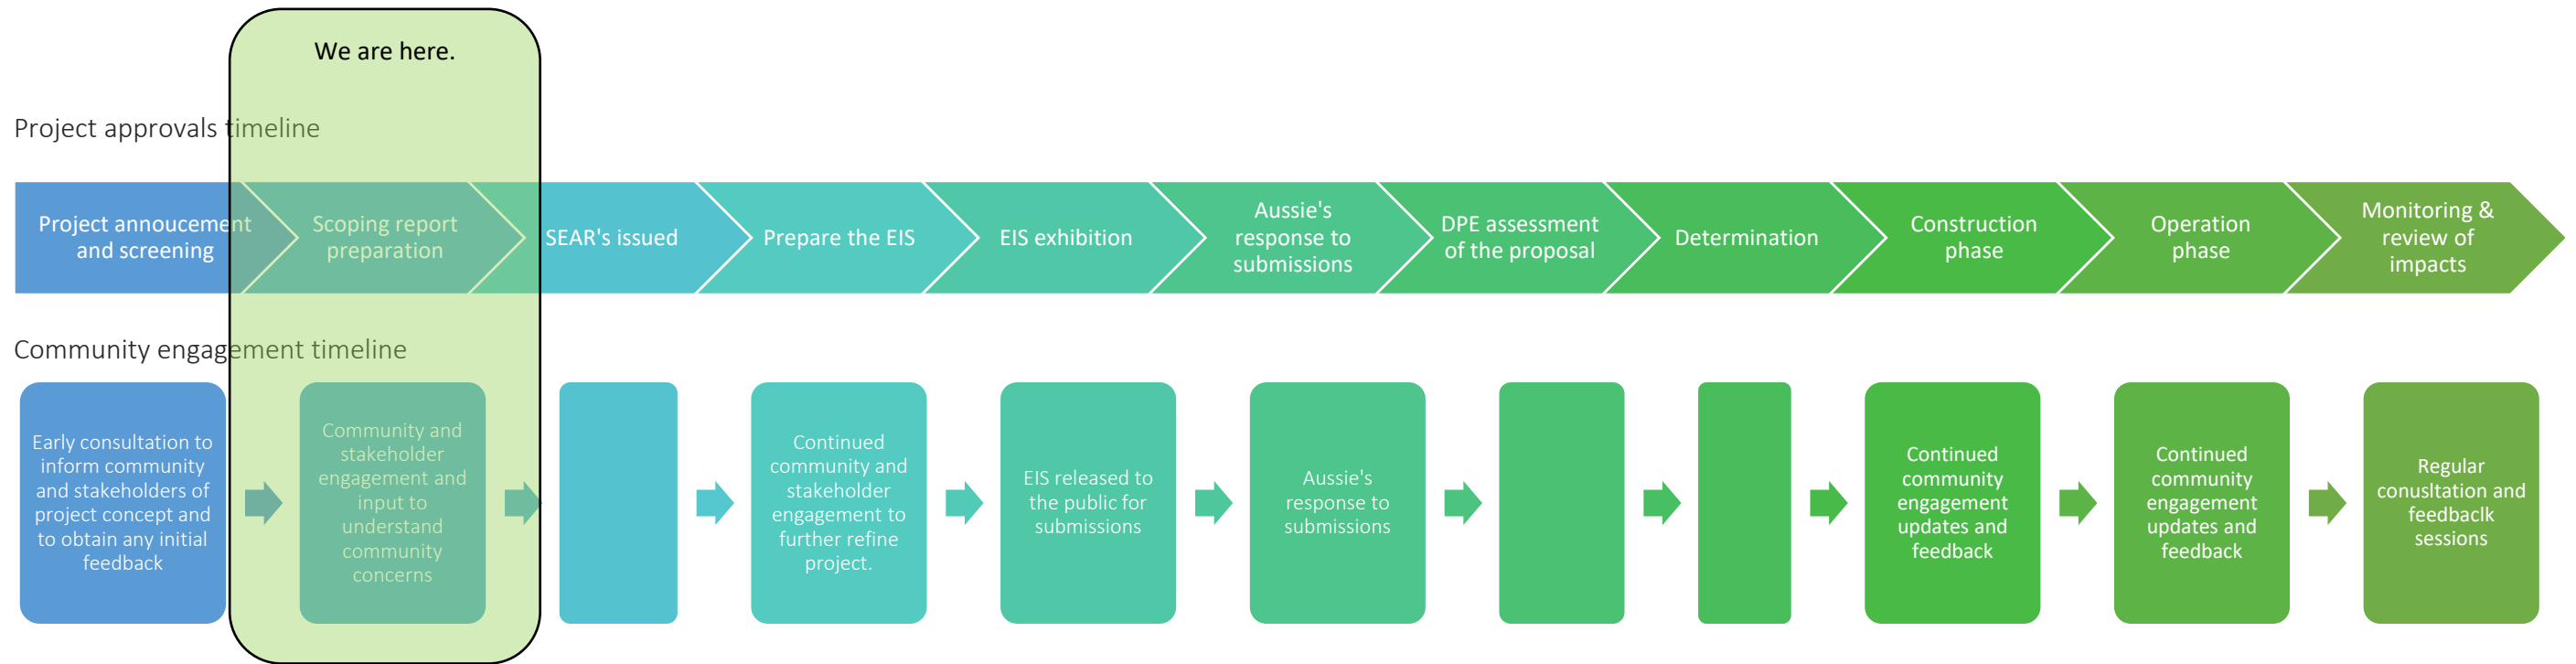 We are here.
Project approvals timeline
Project annoucement
and screening
Scoping report
preparation
SEAR's issued
Prepare the EIS
EIS exhibition
Aussie's
response to
submissions
DPE assessment
of the proposal
Determination
Construction
phase
Operation
phase
Monitoring &
review of
impacts
Community engagement timeline
Early consultation to
inform community
and stakeholders of
project concept and
to obtain any initial
feedback
Community and
stakeholder
engagement and
input to
understand
community
concerns
Continued
community and
stakeholder
engagement to
further refine
project.
EIS released to
the public for
submissions
Aussie's
response to
submissions
Continued
community
engagement
updates and
feedback
Continued
community
engagement
updates and
feedback
Regular
conusltation and
feedbaclk
sessions